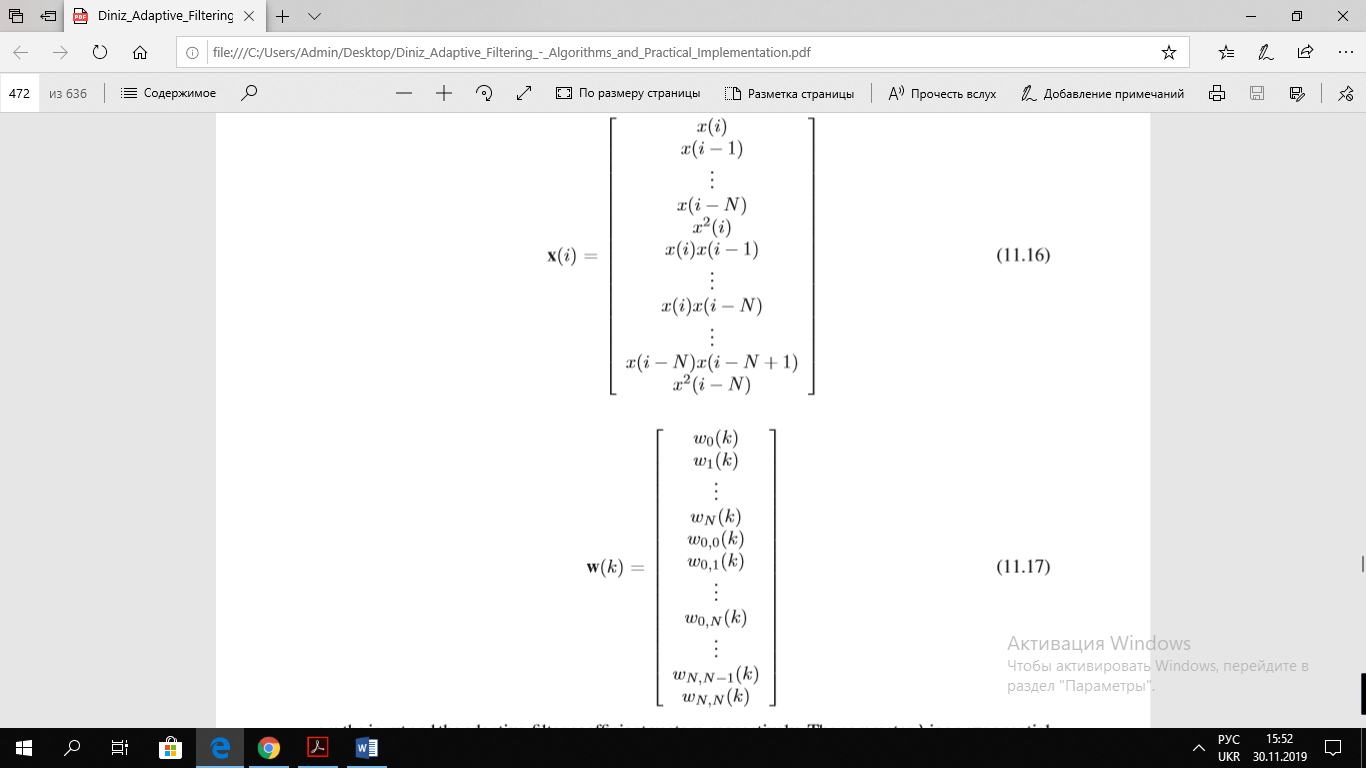 Diniz_Adaptive_Filtering
file:///C:/Users/Admin/Desktop/Diniz_Adaptive_Filtering_-_Algorithms_and_Practical_Implementation.pdf
472 из 636 Содержимое По размеру страницы Разметка страницы Прочесть вслух Добавление примечаний
x(i)
x(i − 1)
⋮
x(i − N)
x²(i)
x(i)x(i − 1)
x(i) = (11.16)
⋮
x(i)x(i − N)
⋮
x(i − N)x(i − N + 1)
x²(i − N)
w₀(k)
w₁(k)
⋮
w_N(k)
w₀,₀(k)
w₀,₁(k)
w(k) = (11.17)
⋮
w₀,N(k)
⋮
w_N,N−1(k)
w_N,N(k)
Активация Windows
Чтобы активировать Windows, перейдите в
раздел "Параметры".
РУС 15:52
UKR 30.11.2019